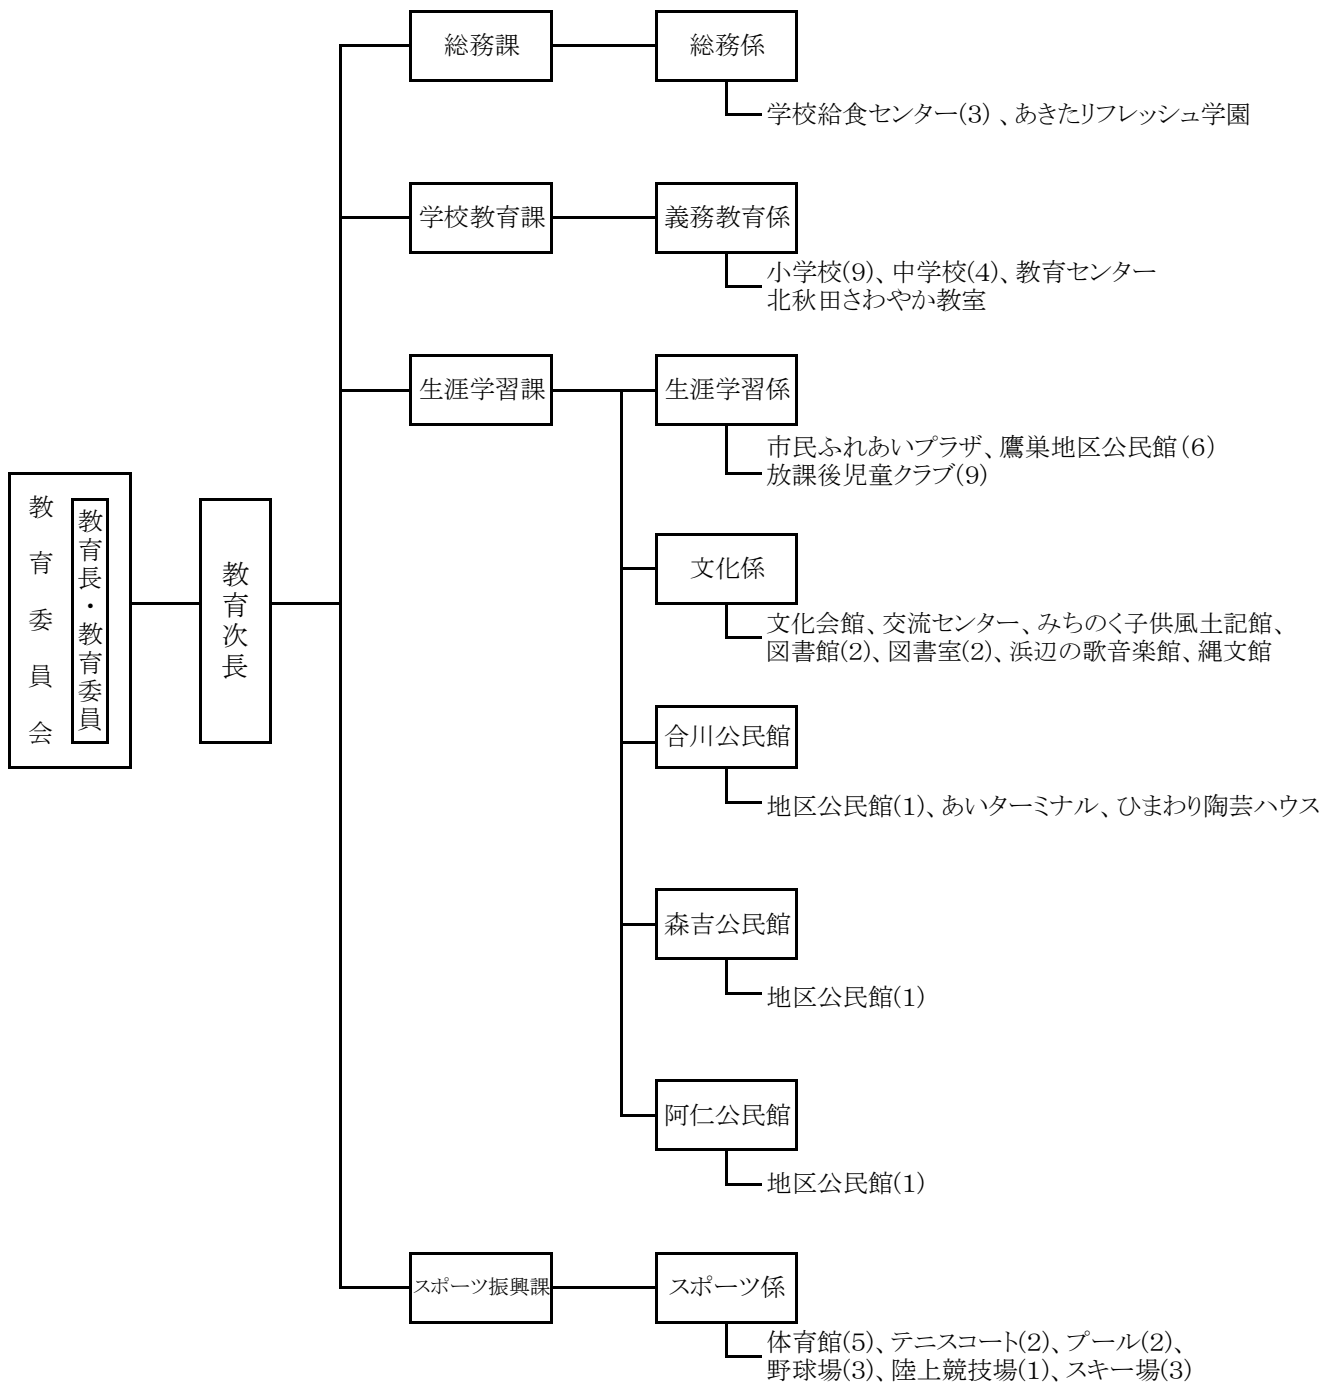 教育委員会
教育長・教育委員
教育次長
総務課
総務係
学校給食センター(3) 、あきたリフレッシュ学園
学校教育課
義務教育係
小学校(9)、中学校(4)、教育センター
北秋田さわやか教室
生涯学習課
生涯学習係
市民ふれあいプラザ、鷹巣地区公民館(6)
放課後児童クラブ(9)
文化係
文化会館、交流センター、みちのく子供風土記館、
図書館(2)、図書室(2)、浜辺の歌音楽館、縄文館
合川公民館
地区公民館(1)、あいターミナル、ひまわり陶芸ハウス
森吉公民館
地区公民館(1)
阿仁公民館
地区公民館(1)
スポーツ振興課
スポーツ係
体育館(5)、テニスコート(2)、プール(2)、
野球場(3)、陸上競技場(1)、スキー場(3)